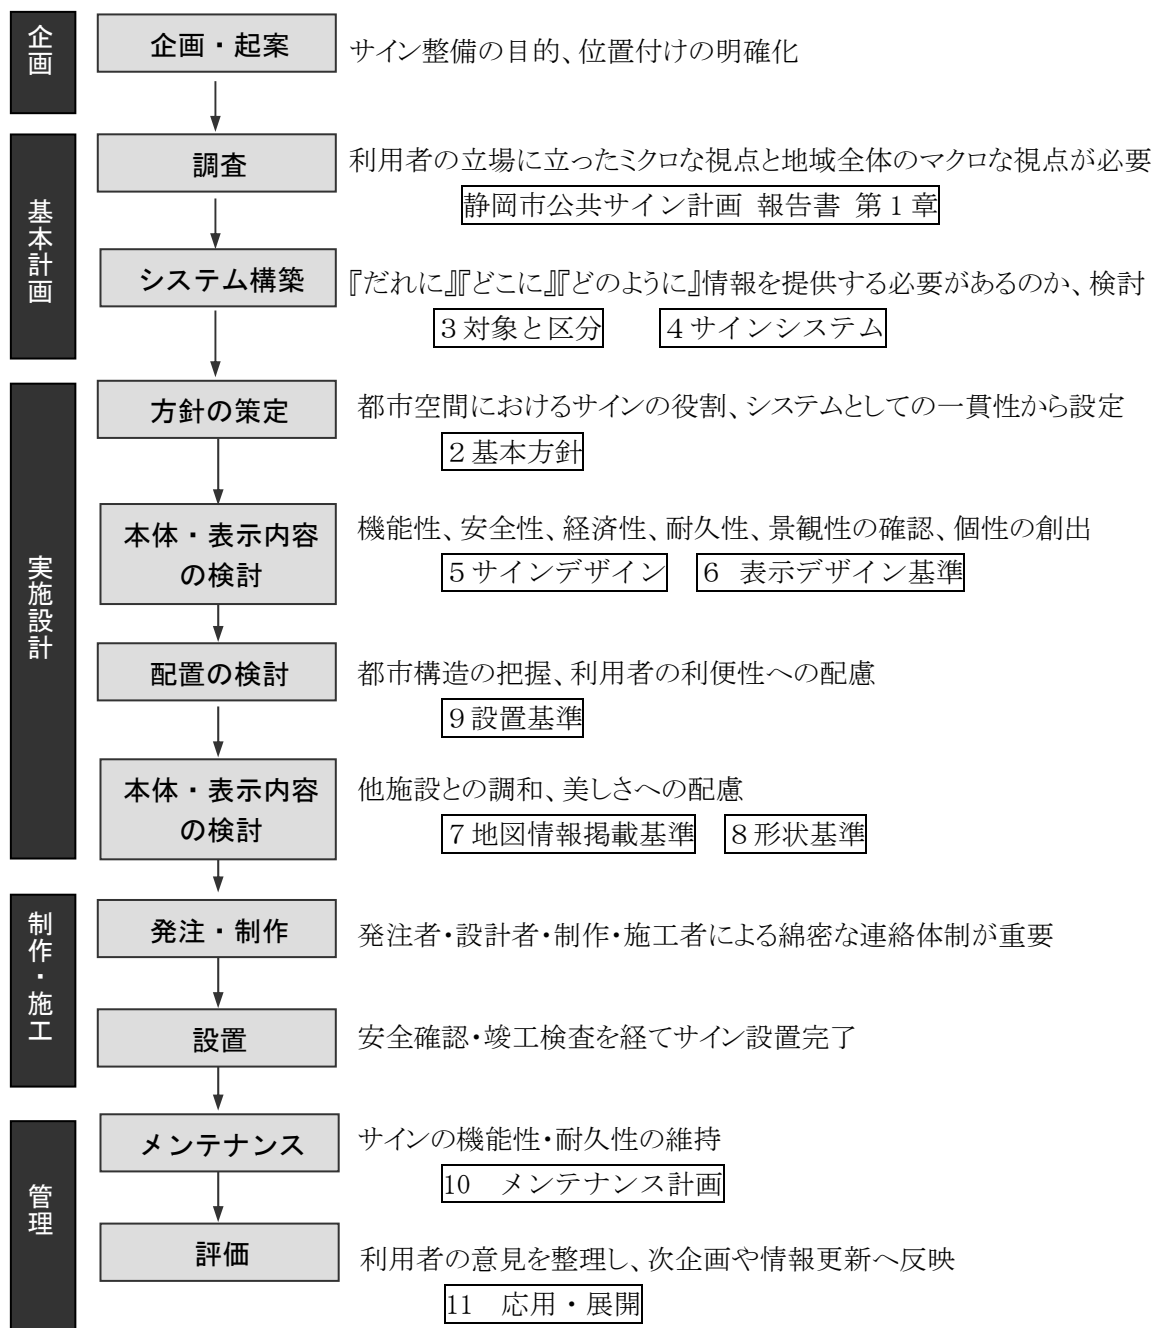 企画
企画・起案
サイン整備の目的、位置付けの明確化
基本計画
調査
利用者の立場に立ったミクロな視点と地域全体のマクロな視点が必要
静岡市公共サイン計画 報告書 第1章
システム構築
『だれに』『どこに』『どのように』情報を提供する必要があるのか、検討
3対象と区分
4サインシステム
実施設計
方針の策定
都市空間におけるサインの役割、システムとしての一貫性から設定
2基本方針
本体・表示内容
の検討
機能性、安全性、経済性、耐久性、景観性の確認、個性の創出
5サインデザイン
6 表示デザイン基準
配置の検討
都市構造の把握、利用者の利便性への配慮
9設置基準
本体・表示内容
の検討
他施設との調和、美しさへの配慮
7地図情報掲載基準
8形状基準
制作・施工
発注・制作
発注者・設計者・制作・施工者による綿密な連絡体制が重要
設置
安全確認・竣工検査を経てサイン設置完了
管理
メンテナンス
サインの機能性・耐久性の維持
10 メンテナンス計画
評価
利用者の意見を整理し、次企画や情報更新へ反映
11 応用・展開